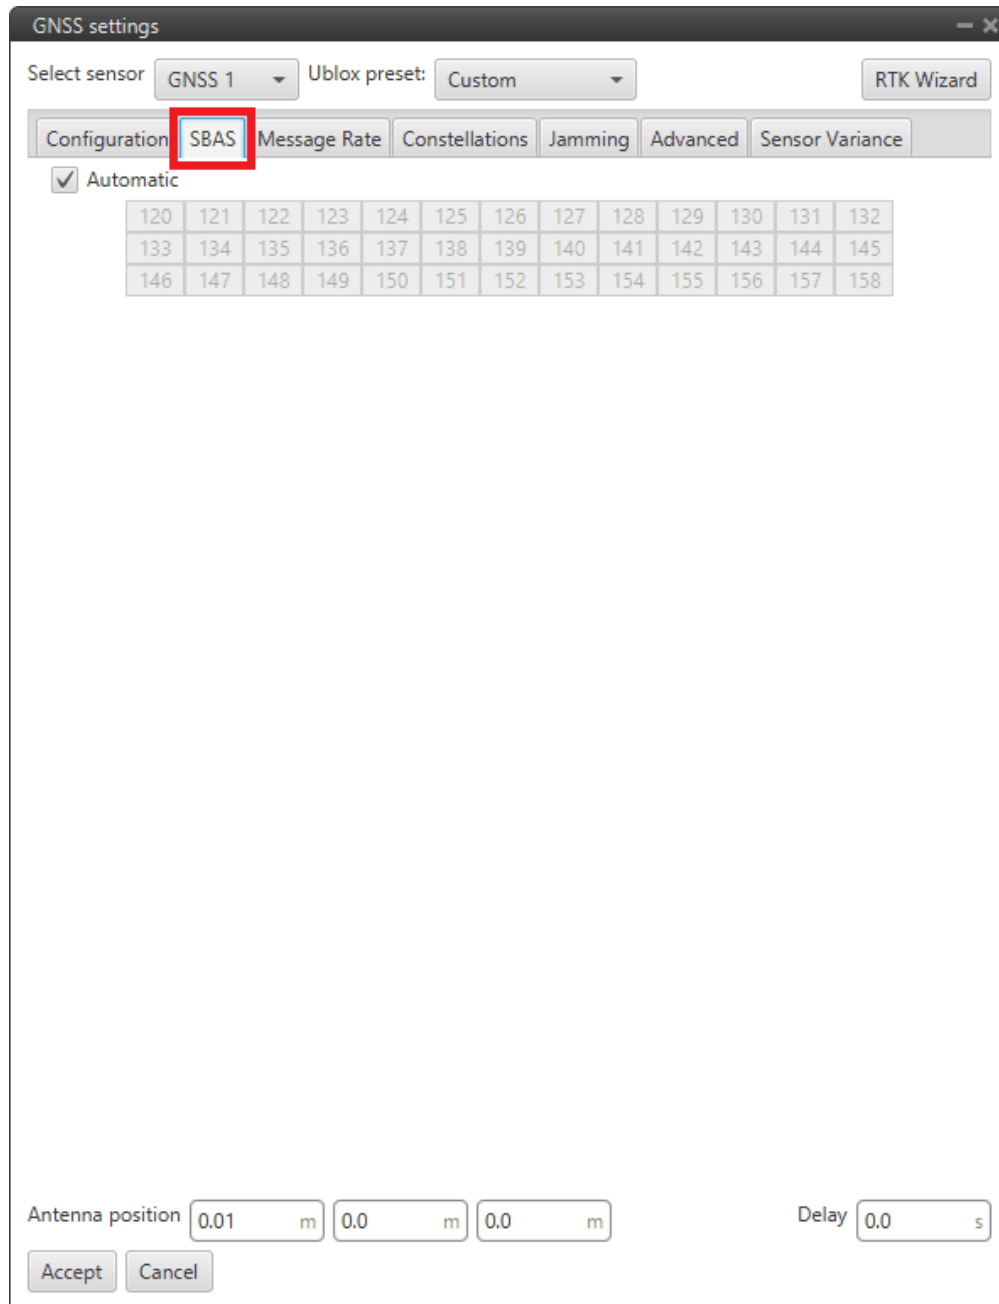 GNSS settings
Select sensor GNSS 1 Ublox preset: Custom RTK Wizard
Configuration SBAS Message Rate Constellations Jamming Advanced Sensor Variance
Automatic
120 121 122 123 124 125 126 127 128 129 130 131 132
133 134 135 136 137 138 139 140 141 142 143 144 145
146 147 148 149 150 151 152 153 154 155 156 157 158
Antenna position 0.01 m 0.0 m 0.0 m Delay 0.0 s
Accept Cancel